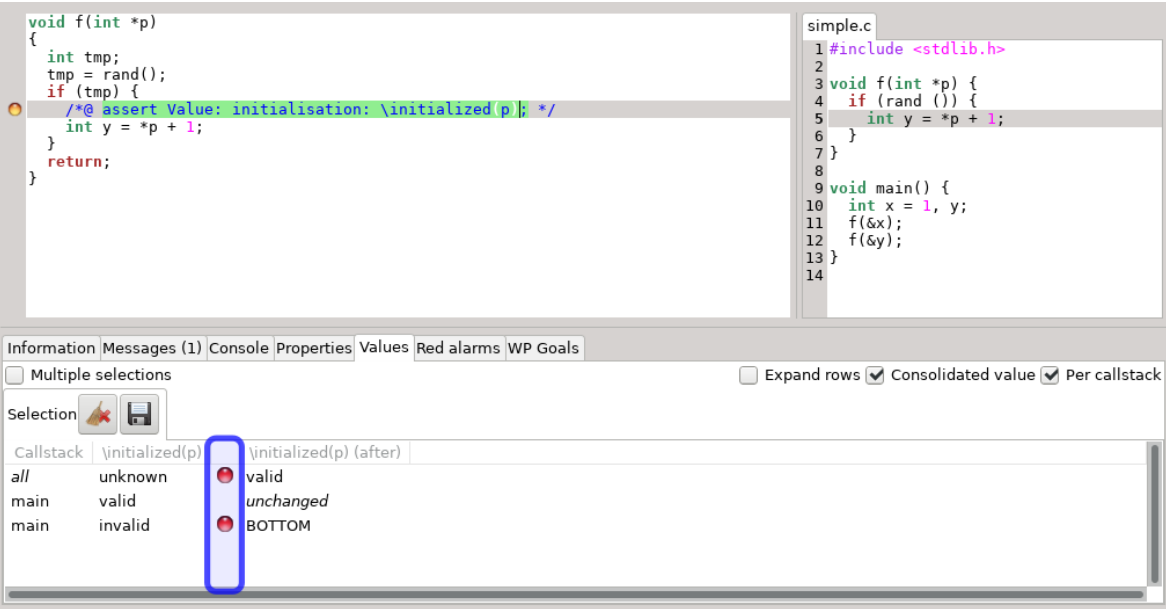 void f(int *p)
{
int tmp;
tmp = rand();
if (tmp) {
/*@ assert Value: initialisation: \initialized(p); */
int y = *p + 1;
}
return;
}
simple.c
1 #include <stdlib.h>
2
3 void f(int *p) {
4 if (rand ()) {
5 int y = *p + 1;
6 }
7 }
8
9 void main() {
10 int x = 1, y;
11 f(&x);
12 f(&y);
13 }
14
Information Messages (1) Console Properties Values Red alarms WP Goals
Multiple selections Expand rows Consolidated value Per callstack
Selection
Callstack \initialized(p) \initialized(p) (after)
all unknown valid
main valid unchanged
main invalid BOTTOM